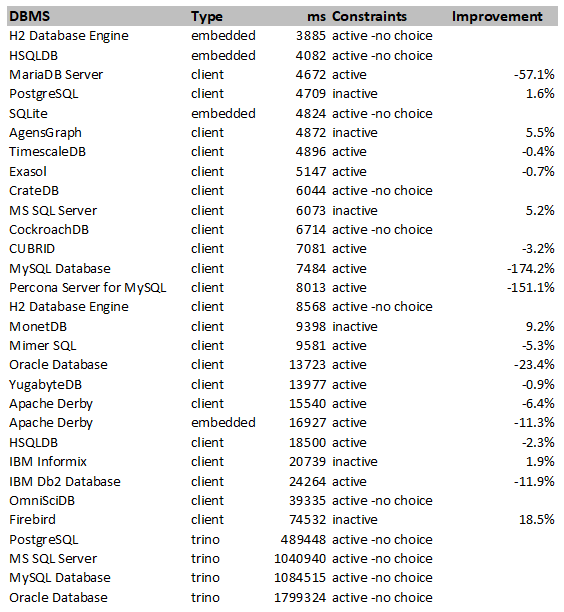 DBMS Type ms Constraints Improvement
H2 Database Engine embedded 3885 active -no choice
HSQLDB embedded 4082 active -no choice
MariaDB Server client 4672 active -57.1%
PostgreSQL client 4709 inactive 1.6%
SQLite embedded 4824 active -no choice
AgensGraph client 4872 inactive 5.5%
TimescaleDB client 4896 active -0.4%
Exasol client 5147 active -0.7%
CrateDB client 6044 active -no choice
MS SQL Server client 6073 inactive 5.2%
CockroachDB client 6714 active -no choice
CUBRID client 7081 active -3.2%
MySQL Database client 7484 active -174.2%
Percona Server for MySQL client 8013 active -151.1%
H2 Database Engine client 8568 active -no choice
MonetDB client 9398 inactive 9.2%
Mimer SQL client 9581 active -5.3%
Oracle Database client 13723 active -23.4%
YugabyteDB client 13977 active -0.9%
Apache Derby client 15540 active -6.4%
Apache Derby embedded 16927 active -11.3%
HSQLDB client 18500 active -2.3%
IBM Informix client 20739 inactive 1.9%
IBM Db2 Database client 24264 active -11.9%
OmniSciDB client 39335 active -no choice
Firebird client 74532 inactive 18.5%
PostgreSQL trino 489448 active -no choice
MS SQL Server trino 1040940 active -no choice
MySQL Database trino 1084515 active -no choice
Oracle Database trino 1799324 active -no choice